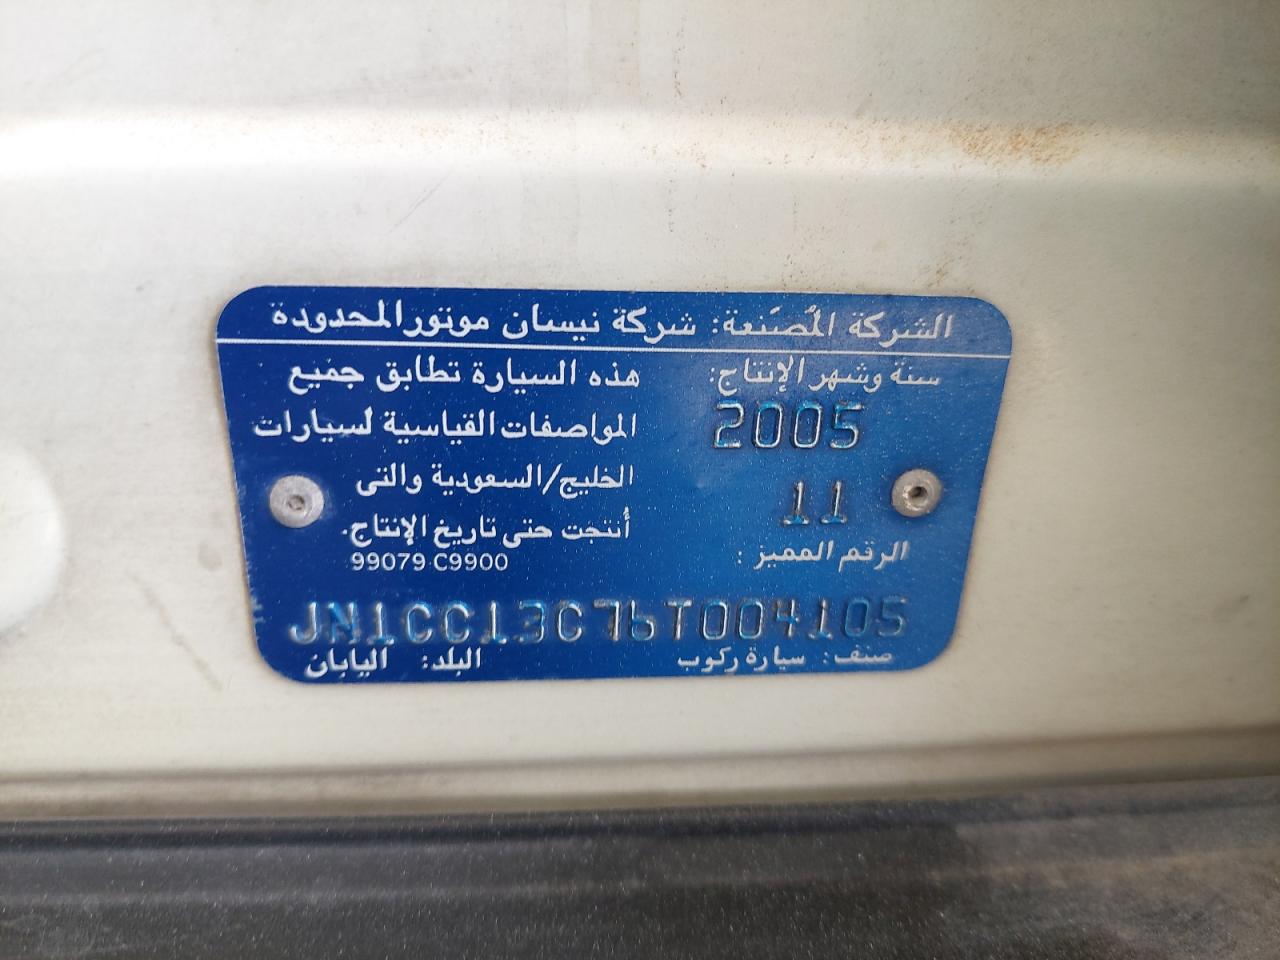 الشركة المُصَنعة: شركة نيسان موتور المحدودة
سنة وشهر الإنتاج:
2005
11
هذه السيارة تطابق جميع
المواصفات القياسية لسيارات
الخليج/السعودية والتى
أُنتجت حتى تاريخ الإنتاج.
99079 C9900
الرقم المميز :
JN1CC13C76T004105
صنف: سيارة ركوب
البلد: اليابان